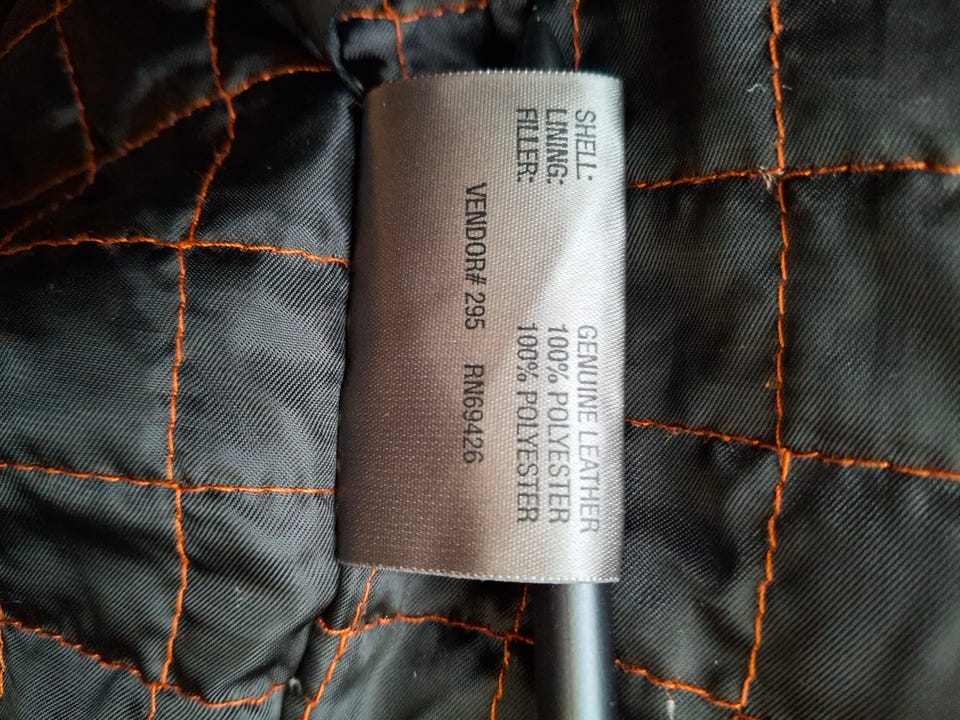 SHELL: GENUINE LEATHER
LINING: 100% POLYESTER
FILLER: 100% POLYESTER
VENDOR# 295 RN69426